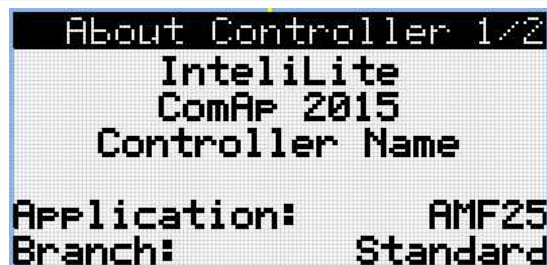 About Controller 1/2
InteliLite
ComAp 2015
Controller Name
Application: AMF25
Branch: Standard